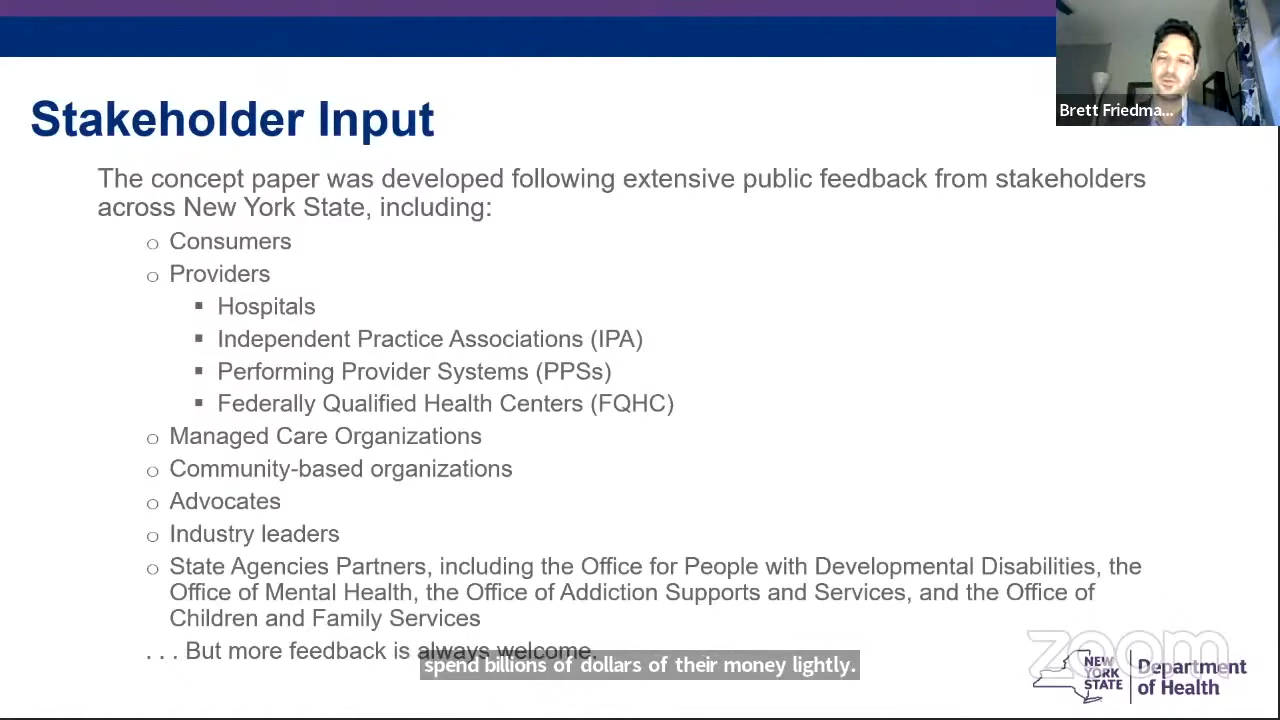 Stakeholder Input
Brett Friedma...
The concept paper was developed following extensive public feedback from stakeholders
across New York State, including:
o Consumers
o Providers
▪ Hospitals
▪ Independent Practice Associations (IPA)
▪ Performing Provider Systems (PPSs)
▪ Federally Qualified Health Centers (FQHC)
o Managed Care Organizations
o Community-based organizations
o Advocates
o Industry leaders
o State Agencies Partners, including the Office for People with Developmental Disabilities, the
Office of Mental Health, the Office of Addiction Supports and Services, and the Office of
Children and Family Services
. . . But more feedback is always welcome.
spend billions of dollars of their money lightly.
zoom
NEW
YORK
STATE
Department
of Health